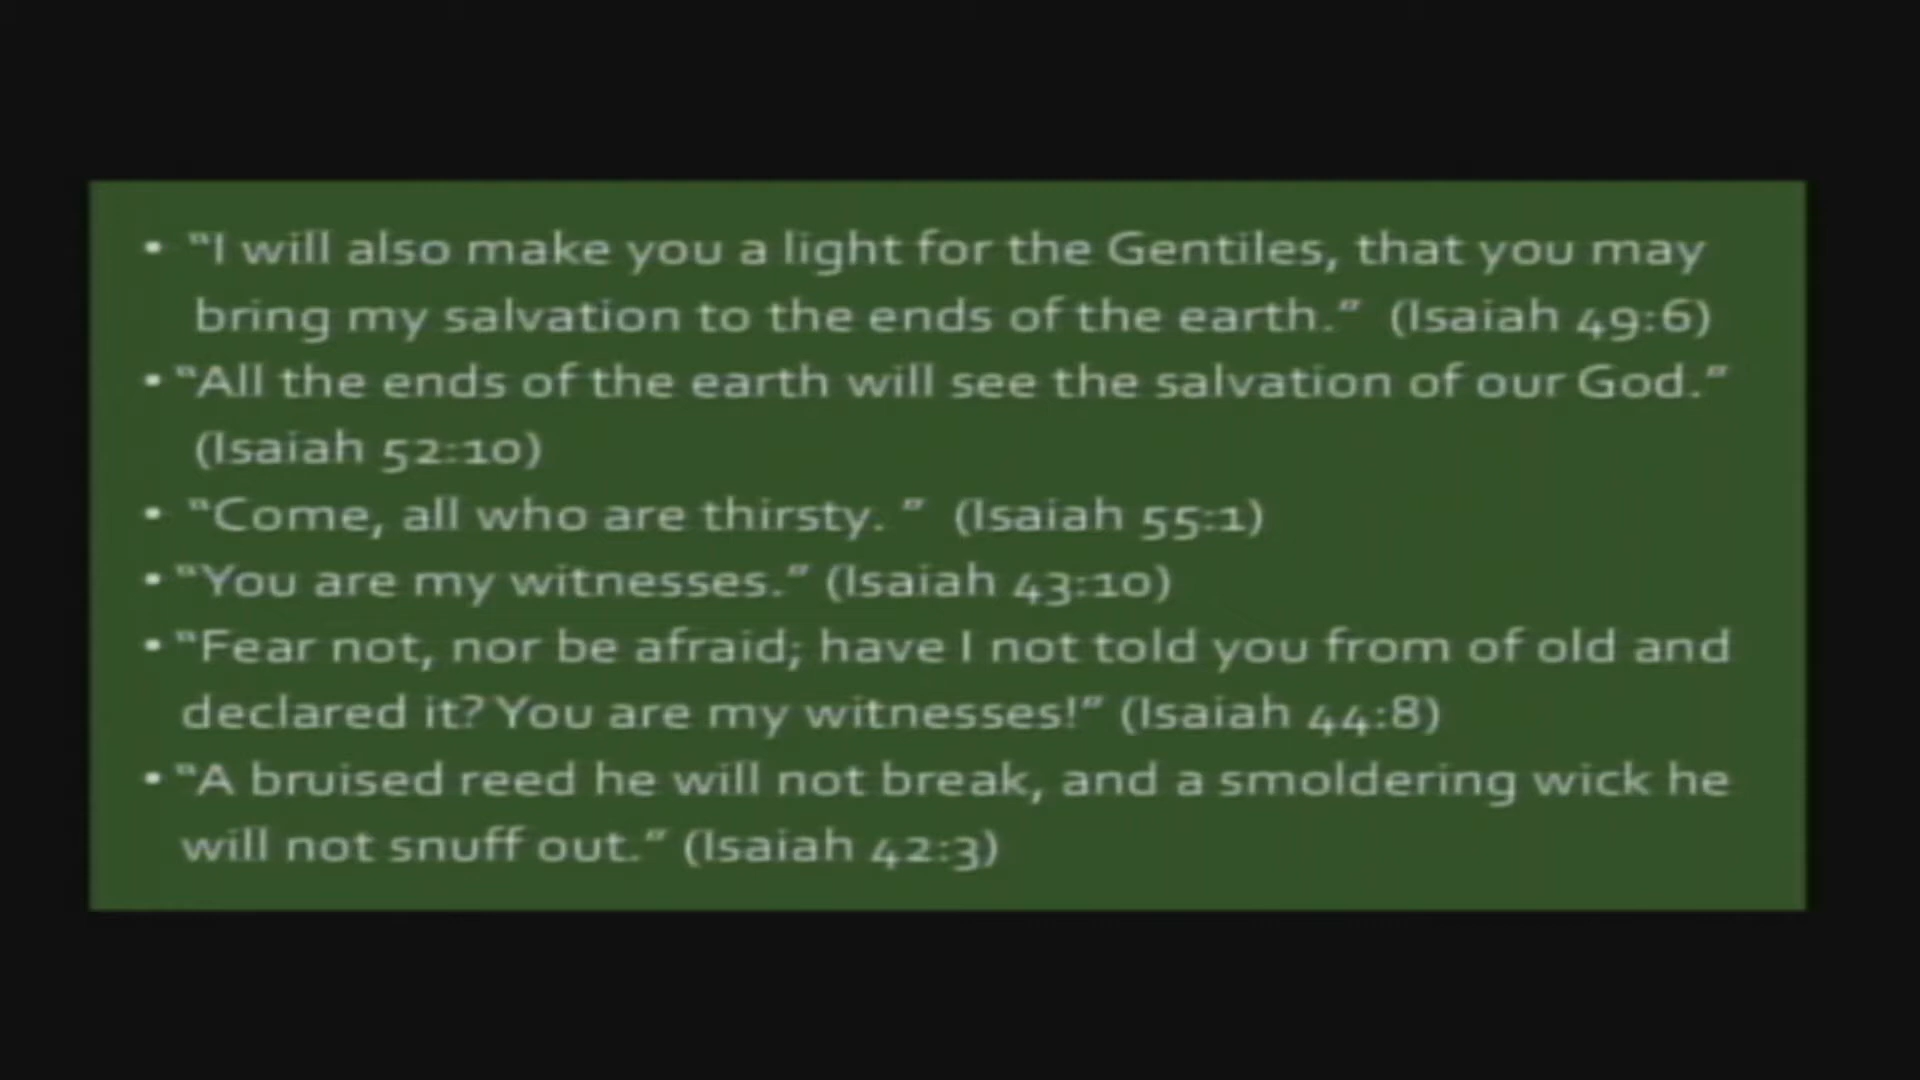 • “I will also make you a light for the Gentiles, that you may
bring my salvation to the ends of the earth.” (Isaiah 49:6)
• “All the ends of the earth will see the salvation of our God.”
(Isaiah 52:10)
• “Come, all who are thirsty. ” (Isaiah 55:1)
• “You are my witnesses.” (Isaiah 43:10)
• “Fear not, nor be afraid; have I not told you from of old and
declared it? You are my witnesses!” (Isaiah 44:8)
• “A bruised reed he will not break, and a smoldering wick he
will not snuff out.” (Isaiah 42:3)